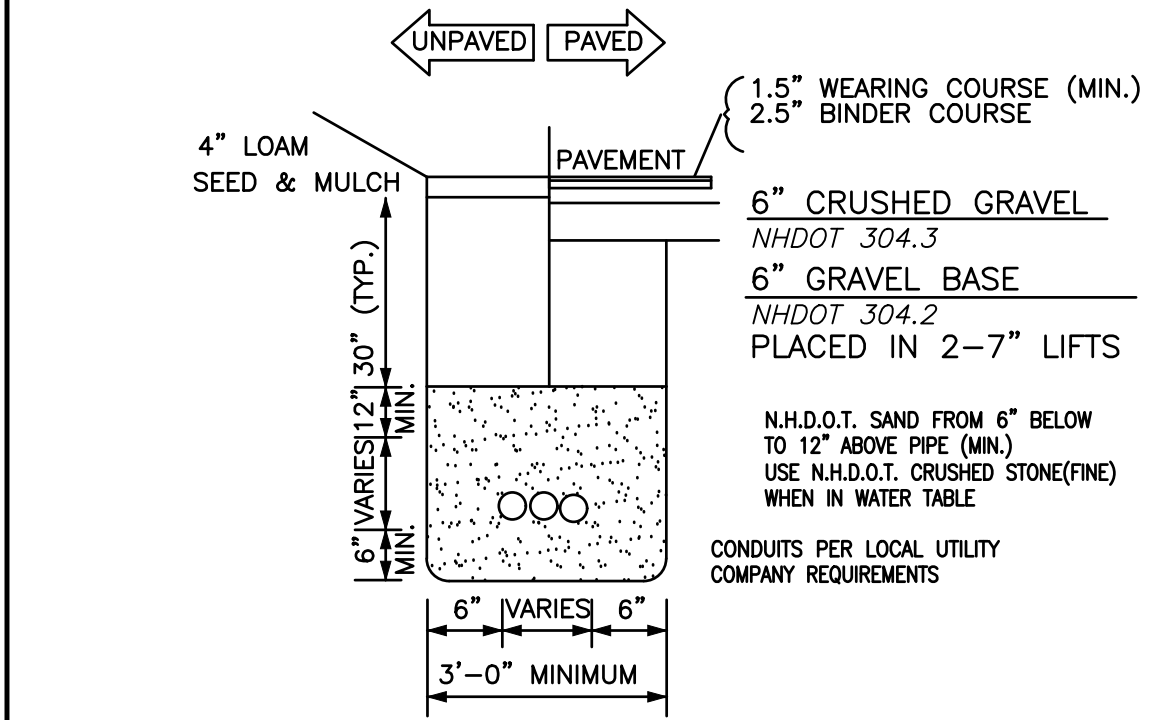 UNPAVED PAVED
1.5” WEARING COURSE (MIN.)
2.5” BINDER COURSE
4” LOAM
SEED & MULCH
PAVEMENT
6” CRUSHED GRAVEL
NHDOT 304.3
6” GRAVEL BASE
NHDOT 304.2
PLACED IN 2–7” LIFTS
30” (TYP.)
12” MIN.
VARIES
6” MIN.
N.H.D.O.T. SAND FROM 6” BELOW
TO 12” ABOVE PIPE (MIN.)
USE N.H.D.O.T. CRUSHED STONE(FINE)
WHEN IN WATER TABLE
CONDUITS PER LOCAL UTILITY
COMPANY REQUIREMENTS
6” VARIES 6”
3’–0” MINIMUM